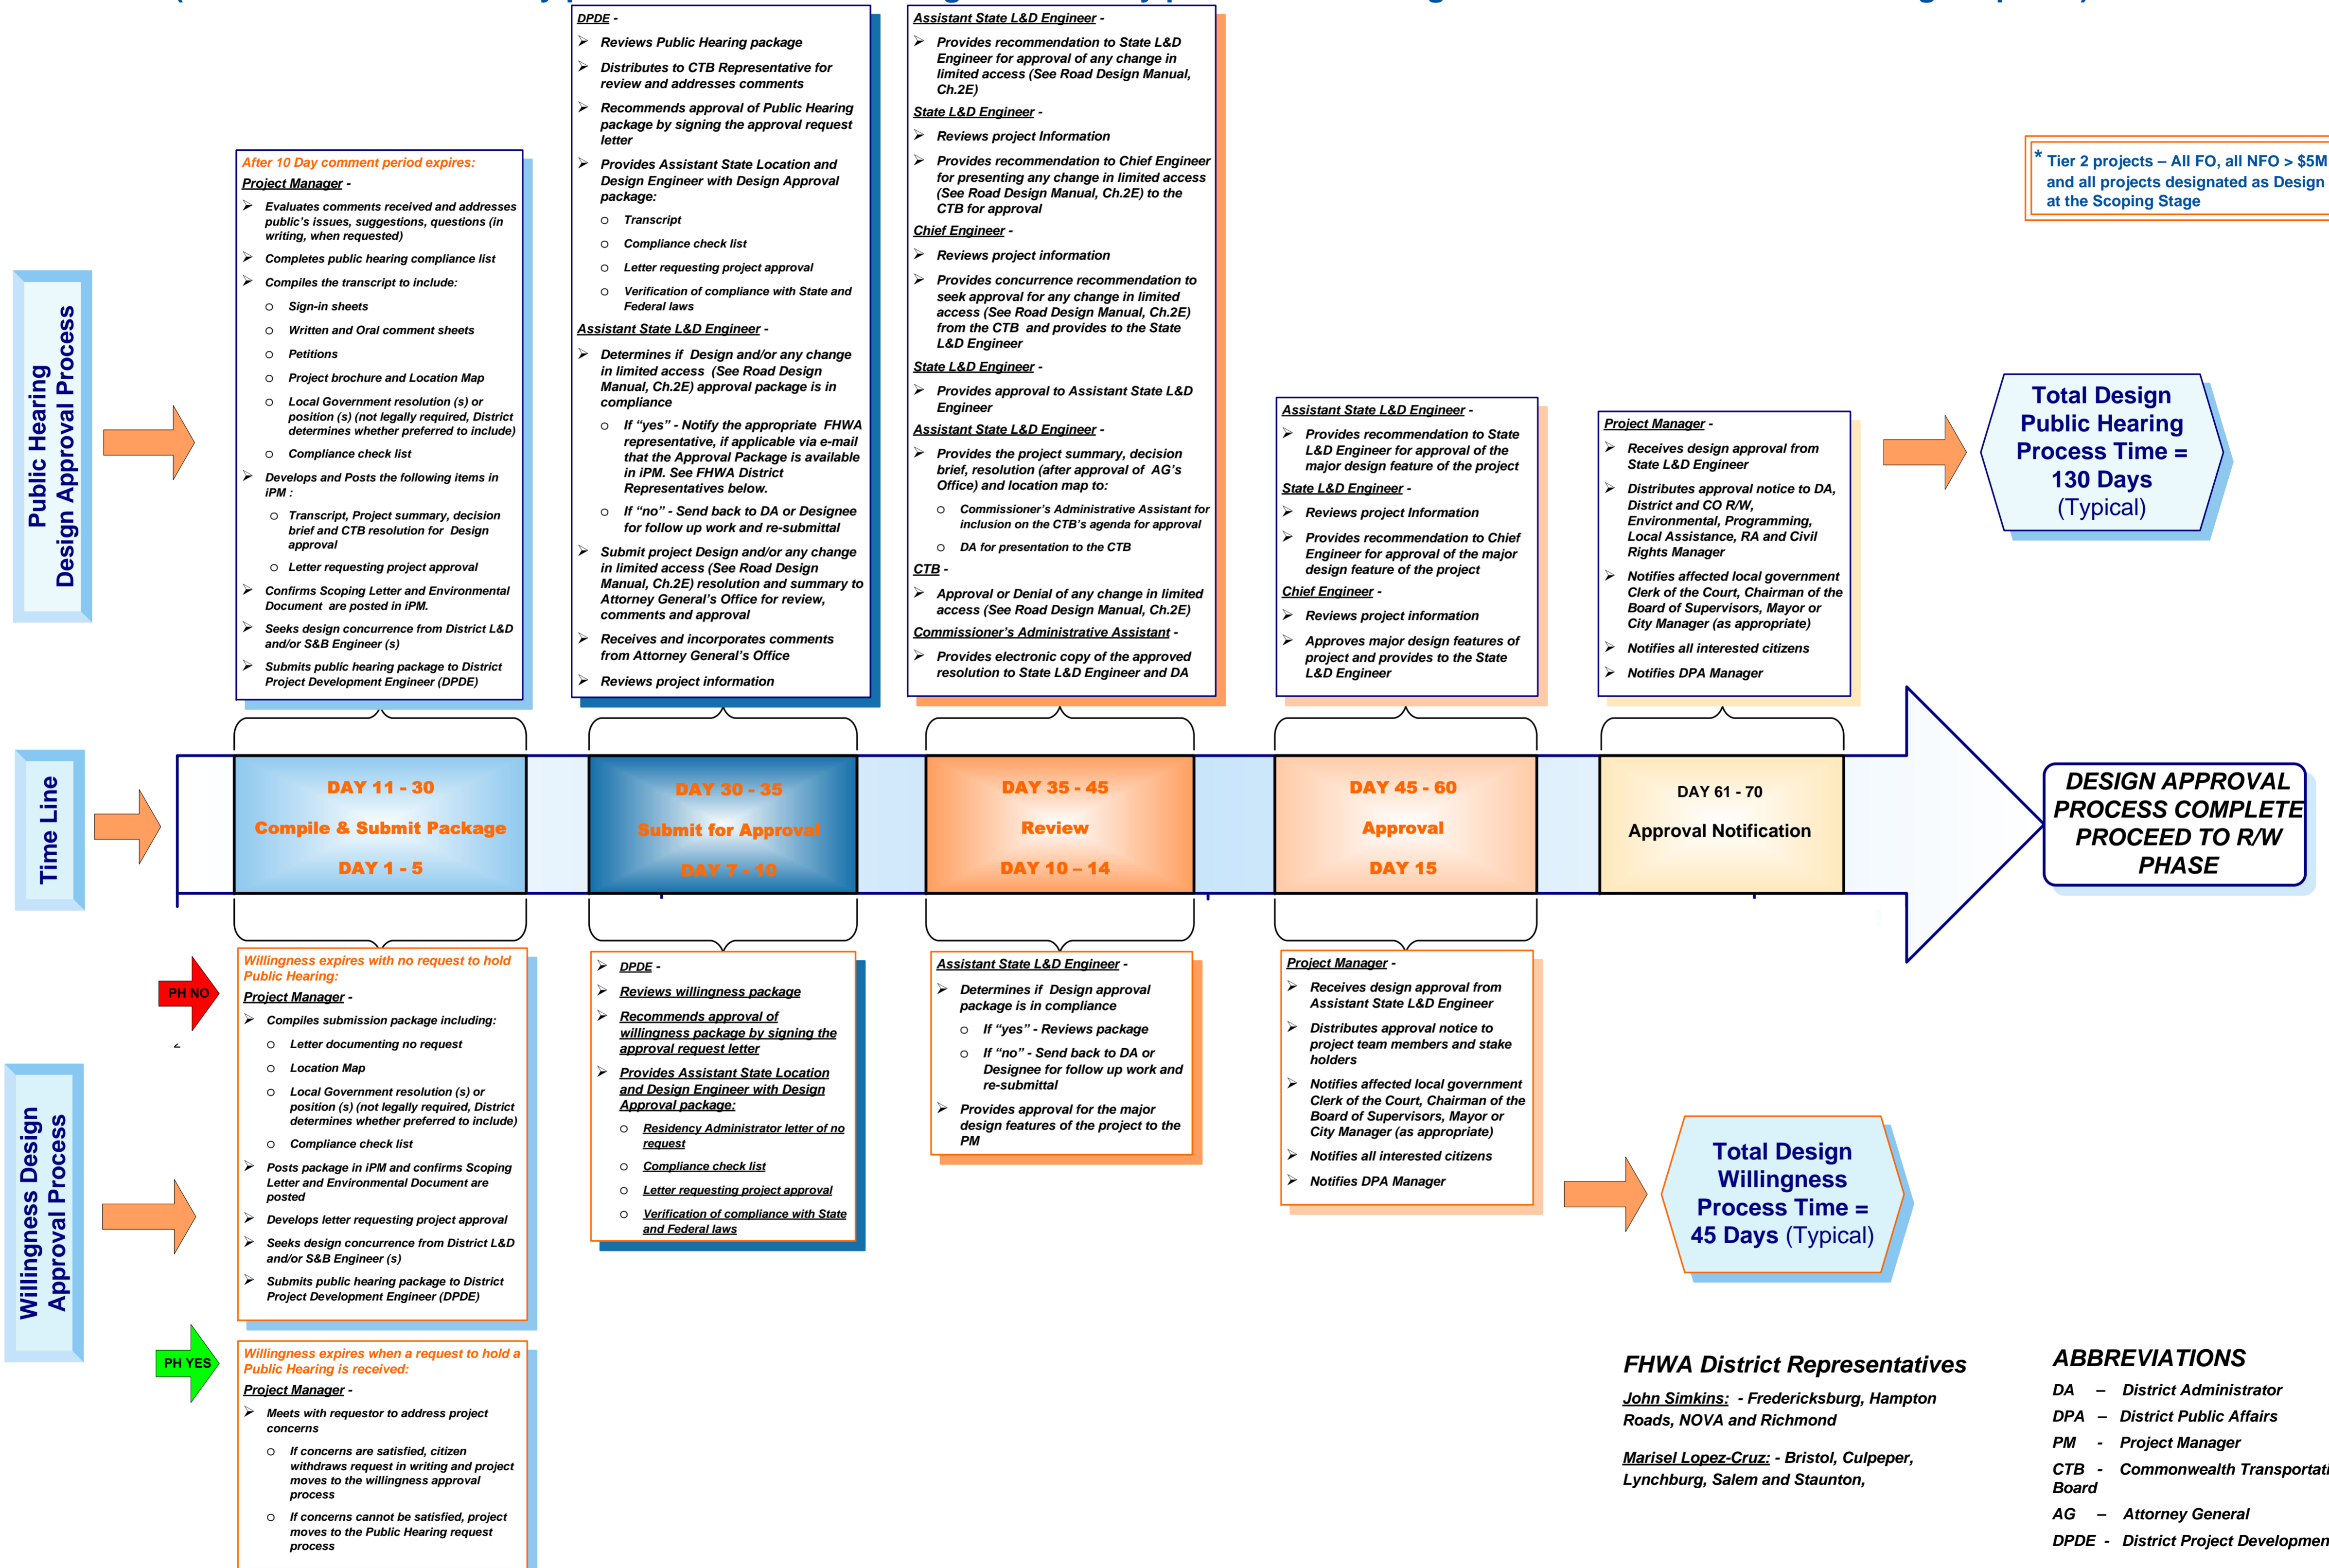 DPDE -
Reviews Public Hearing package
Distributes to CTB Representative for
review and addresses comments
Recommends approval of Public Hearing
package by signing the approval request
letter
Provides Assistant State Location and
Design Engineer with Design Approval
package:
o Transcript
o Compliance check list
o Letter requesting project approval
o Verification of compliance with State and
Federal laws
Assistant State L&D Engineer -
Determines if Design and/or any change
in limited access (See Road Design
Manual, Ch.2E) approval package is in
compliance
o If “yes” - Notify the appropriate FHWA
representative, if applicable via e-mail
that the Approval Package is available
in iPM. See FHWA District
Representatives below.
o If “no” - Send back to DA or Designee
for follow up work and re-submittal
Submit project Design and/or any change
in limited access (See Road Design
Manual, Ch.2E) resolution and summary to
Attorney General’s Office for review,
comments and approval
Receives and incorporates comments
from Attorney General’s Office
Reviews project information
Assistant State L&D Engineer -
Provides recommendation to State L&D
Engineer for approval of any change in
limited access (See Road Design Manual,
Ch.2E)
State L&D Engineer -
Reviews project Information
Provides recommendation to Chief Engineer
for presenting any change in limited access
(See Road Design Manual, Ch.2E) to the
CTB for approval
Chief Engineer -
Reviews project information
Provides concurrence recommendation to
seek approval for any change in limited
access (See Road Design Manual, Ch.2E)
from the CTB and provides to the State
L&D Engineer
State L&D Engineer -
Provides approval to Assistant State L&D
Engineer
Assistant State L&D Engineer -
Provides the project summary, decision
brief, resolution (after approval of AG’s
Office) and location map to:
o Commissioner’s Administrative Assistant for
inclusion on the CTB’s agenda for approval
o DA for presentation to the CTB
CTB -
Approval or Denial of any change in limited
access (See Road Design Manual, Ch.2E)
Commissioner’s Administrative Assistant -
Provides electronic copy of the approved
resolution to State L&D Engineer and DA
* Tier 2 projects – All FO, all NFO > $5M
and all projects designated as Design
at the Scoping Stage
After 10 Day comment period expires:
Project Manager -
Evaluates comments received and addresses
public’s issues, suggestions, questions (in
writing, when requested)
Completes public hearing compliance list
Compiles the transcript to include:
o Sign-in sheets
o Written and Oral comment sheets
o Petitions
o Project brochure and Location Map
o Local Government resolution (s) or
position (s) (not legally required, District
determines whether preferred to include)
o Compliance check list
Develops and Posts the following items in
iPM :
o Transcript, Project summary, decision
brief and CTB resolution for Design
approval
o Letter requesting project approval
Confirms Scoping Letter and Environmental
Document are posted in iPM.
Seeks design concurrence from District L&D
and/or S&B Engineer (s)
Submits public hearing package to District
Project Development Engineer (DPDE)
Public Hearing
Design Approval Process
Assistant State L&D Engineer -
Provides recommendation to State
L&D Engineer for approval of the
major design feature of the project
State L&D Engineer -
Reviews project Information
Provides recommendation to Chief
Engineer for approval of the major
design feature of the project
Chief Engineer -
Reviews project information
Approves major design features of
project and provides to the State
L&D Engineer
Project Manager -
Receives design approval from
State L&D Engineer
Distributes approval notice to DA,
District and CO R/W,
Environmental, Programming,
Local Assistance, RA and Civil
Rights Manager
Notifies affected local government
Clerk of the Court, Chairman of the
Board of Supervisors, Mayor or
City Manager (as appropriate)
Notifies all interested citizens
Notifies DPA Manager
Total Design
Public Hearing
Process Time =
130 Days
(Typical)
Time Line
DAY 11 - 30
Compile & Submit Package
DAY 1 - 5
DAY 30 - 35
Submit for Approval
DAY 7 - 10
DAY 35 - 45
Review
DAY 10 – 14
DAY 45 - 60
Approval
DAY 15
DAY 61 - 70
Approval Notification
DESIGN APPROVAL
PROCESS COMPLETE
PROCEED TO R/W
PHASE
PH NO
Willingness expires with no request to hold
Public Hearing:
Project Manager -
Compiles submission package including:
o Letter documenting no request
o Location Map
o Local Government resolution (s) or
position (s) (not legally required, District
determines whether preferred to include)
o Compliance check list
Posts package in iPM and confirms Scoping
Letter and Environmental Document are
posted
Develops letter requesting project approval
Seeks design concurrence from District L&D
and/or S&B Engineer (s)
Submits public hearing package to District
Project Development Engineer (DPDE)
DPDE -
Reviews willingness package
Recommends approval of
willingness package by signing the
approval request letter
Provides Assistant State Location
and Design Engineer with Design
Approval package:
o Residency Administrator letter of no
request
o Compliance check list
o Letter requesting project approval
o Verification of compliance with State
and Federal laws
Assistant State L&D Engineer -
Determines if Design approval
package is in compliance
o If “yes” - Reviews package
o If “no” - Send back to DA or
Designee for follow up work and
re-submittal
Provides approval for the major
design features of the project to the
PM
Project Manager -
Receives design approval from
Assistant State L&D Engineer
Distributes approval notice to
project team members and stake
holders
Notifies affected local government
Clerk of the Court, Chairman of the
Board of Supervisors, Mayor or
City Manager (as appropriate)
Notifies all interested citizens
Notifies DPA Manager
Total Design
Willingness
Process Time =
45 Days (Typical)
Willingness Design
Approval Process
PH YES
Willingness expires when a request to hold a
Public Hearing is received:
Project Manager -
Meets with requestor to address project
concerns
o If concerns are satisfied, citizen
withdraws request in writing and project
moves to the willingness approval
process
o If concerns cannot be satisfied, project
moves to the Public Hearing request
process
FHWA District Representatives
John Simkins: - Fredericksburg, Hampton
Roads, NOVA and Richmond
Marisel Lopez-Cruz: - Bristol, Culpeper,
Lynchburg, Salem and Staunton,
ABBREVIATIONS
DA – District Administrator
DPA – District Public Affairs
PM - Project Manager
CTB - Commonwealth Transportati
Board
AG – Attorney General
DPDE - District Project Developmen